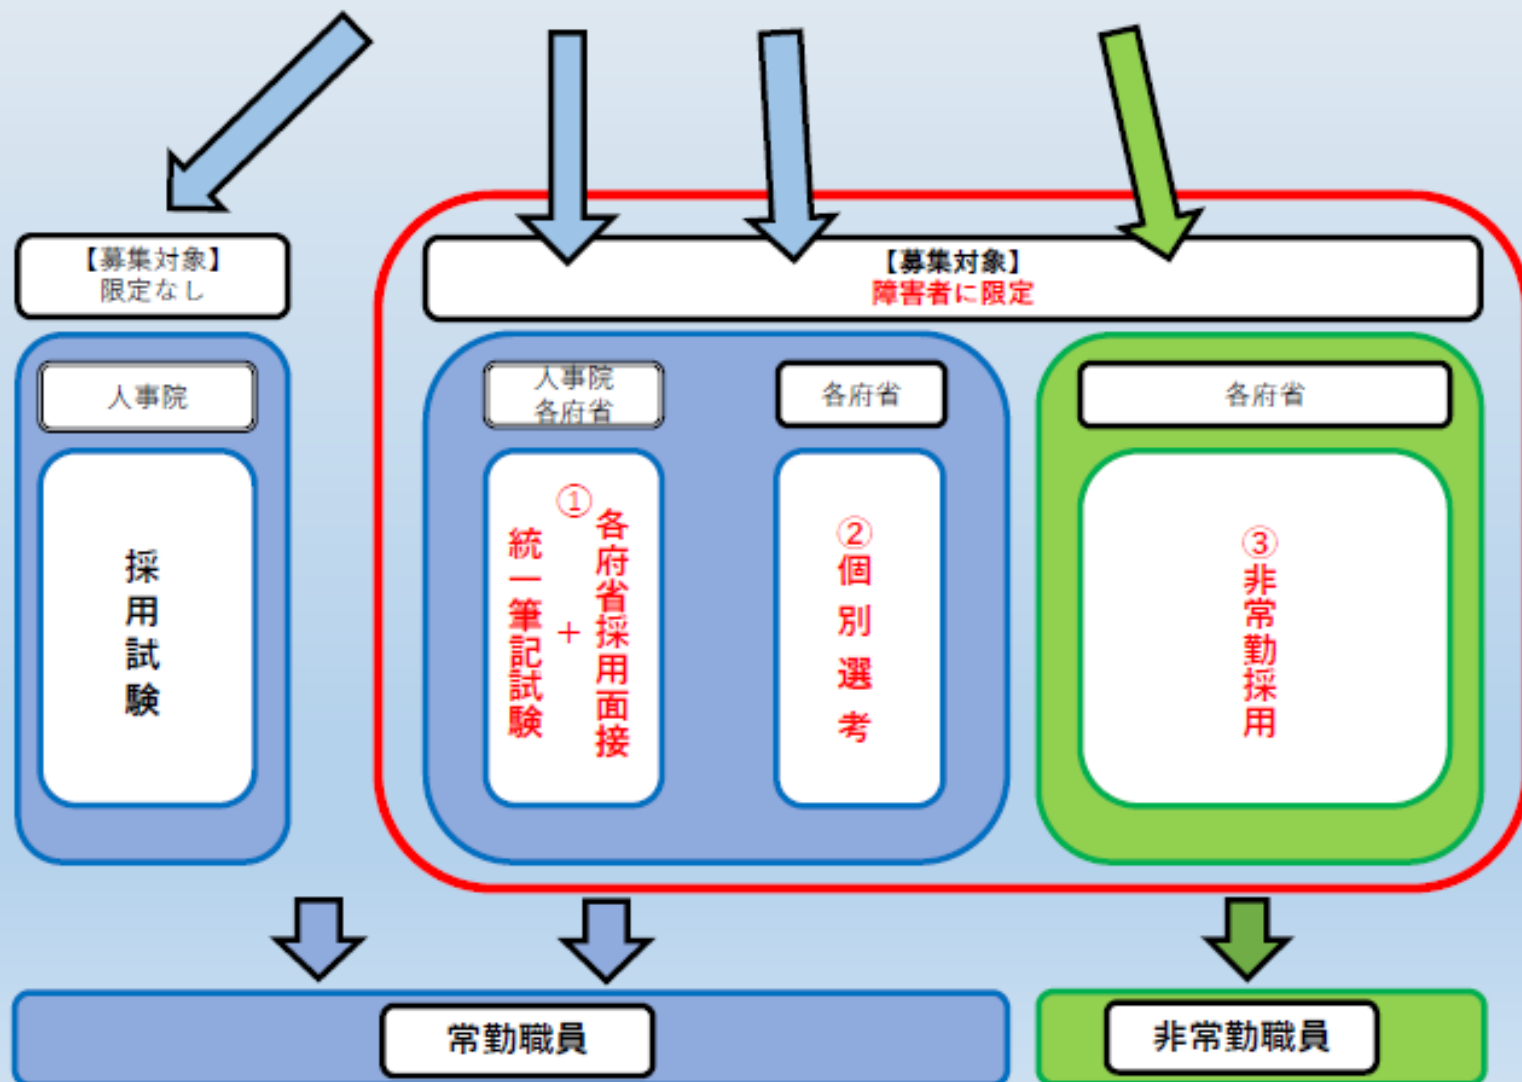 【募集対象】
限定なし
【募集対象】
障害者に限定
人事院
採用試験
人事院
各府省
①
統一筆記試験
＋
各府省採用面接
各府省
②個別選考
各府省
③非常勤採用
常勤職員
非常勤職員